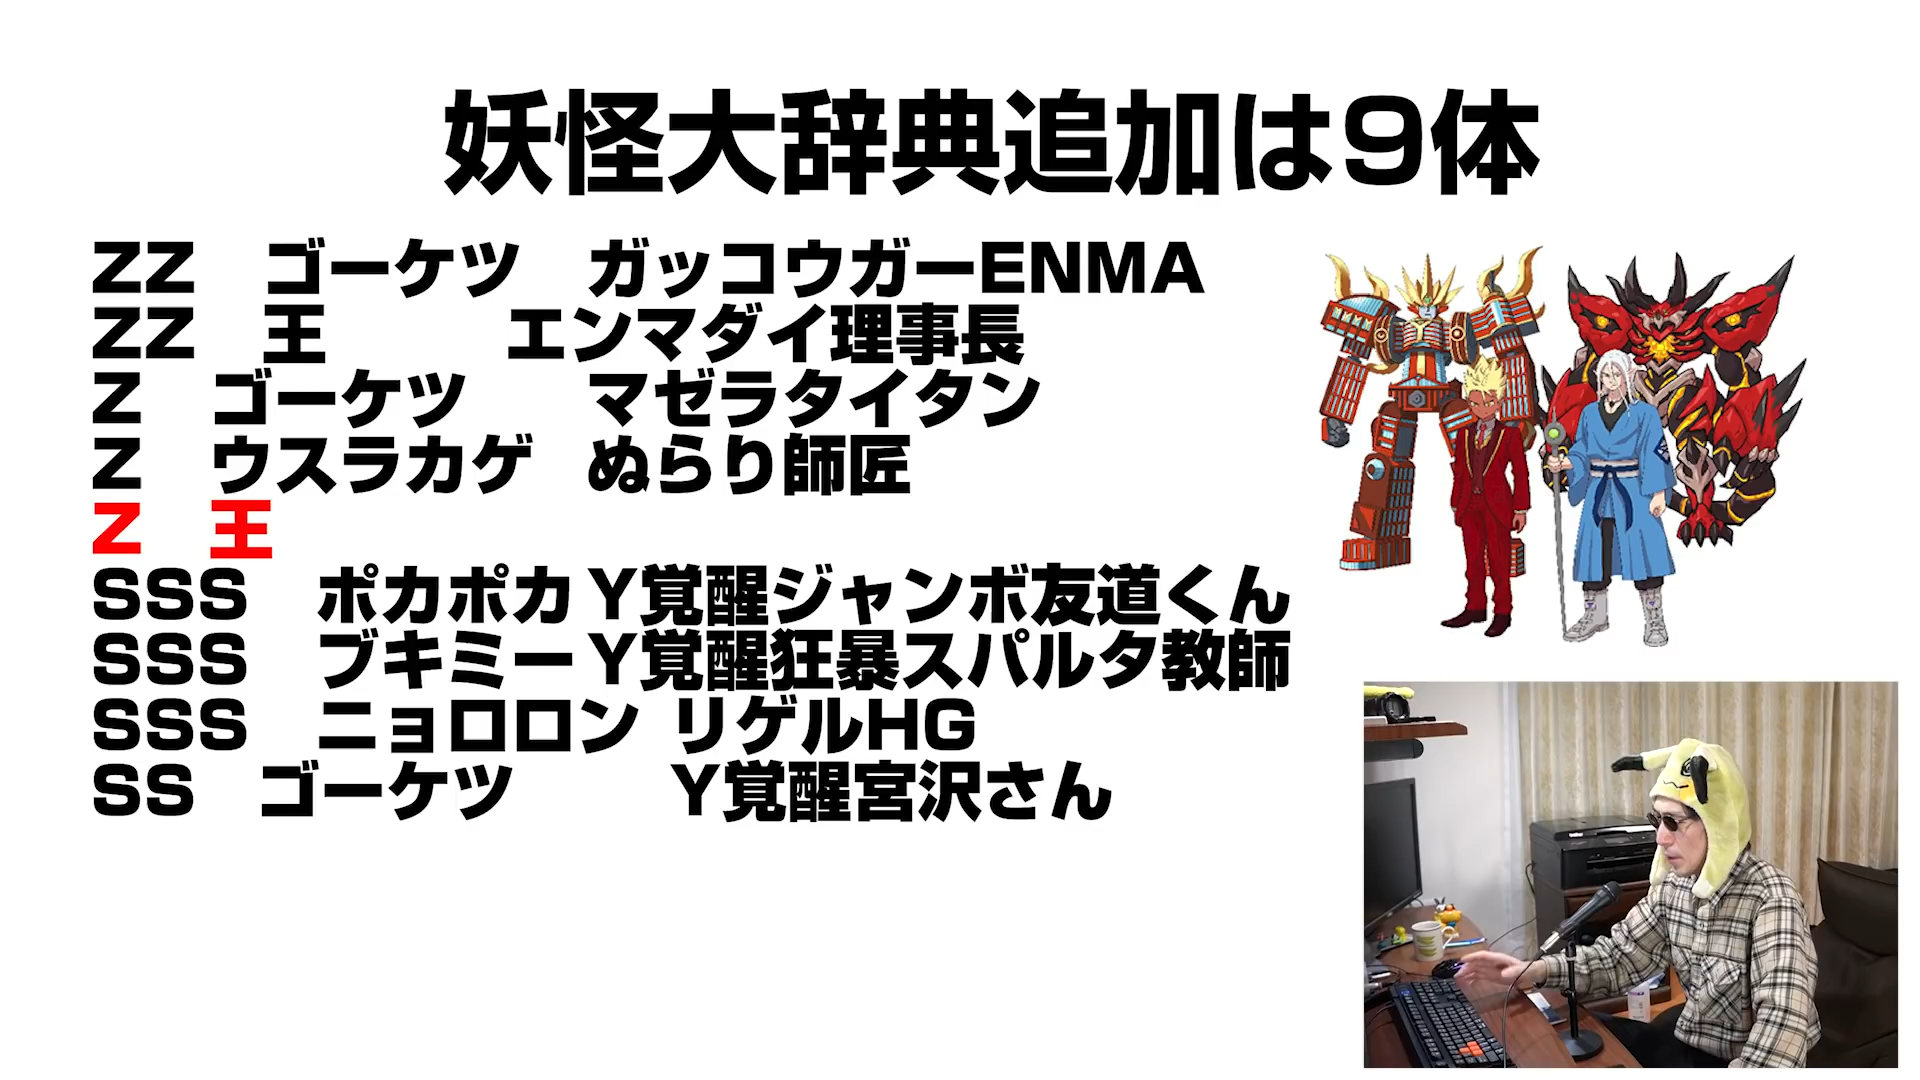 妖怪大辞典追加は9体
ZZ　ゴーケツ　ガッコウガーENMA
ZZ　王　エンマダイ理事長
Z　ゴーケツ　マゼラタイタン
Z　ウスラカゲ　ぬらり師匠
Z　王
SSS　ポカポカ Y覚醒ジャンボ友道くん
SSS　ブキミー Y覚醒狂暴スパルタ教師
SSS　ニョロロン リゲルHG
SS　ゴーケツ　Y覚醒宮沢さん